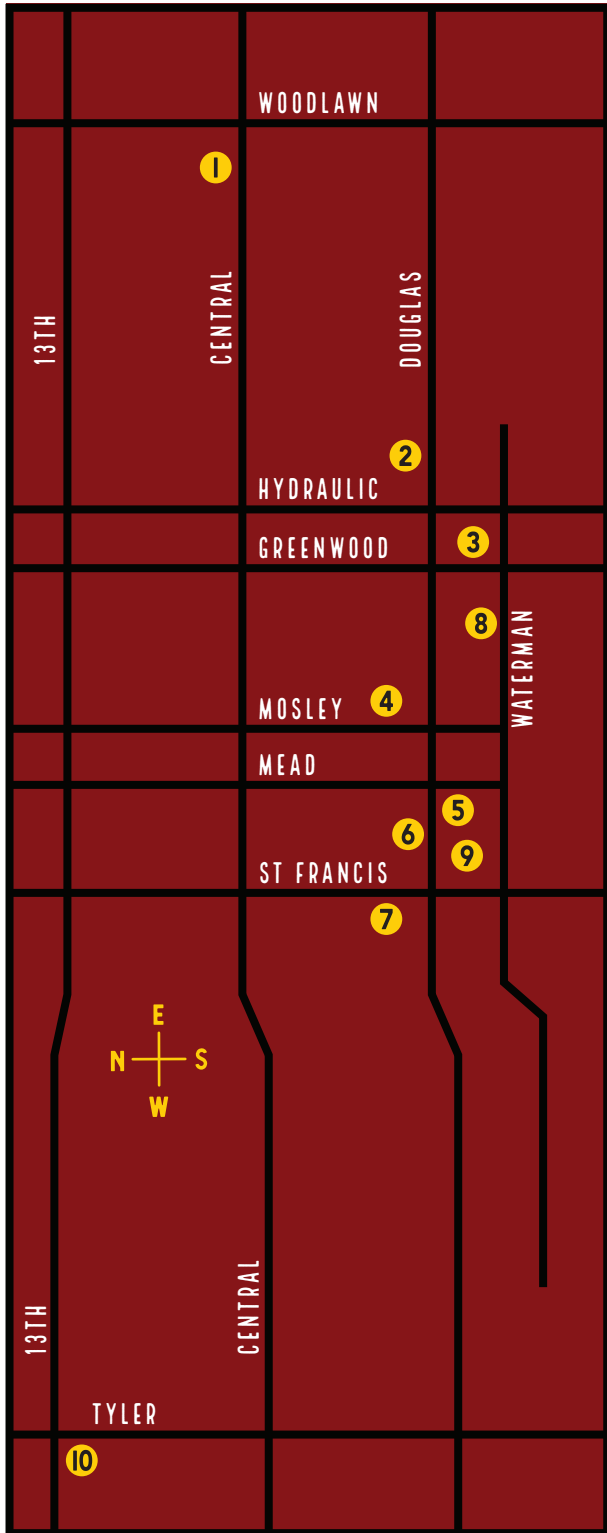 WOODLAWN
1
CENTRAL
DOUGLAS
13TH
2
HYDRAULIC
3
GREENWOOD
8
WATERMAN
4
MOSLEY
MEAD
5
6
9
ST FRANCIS
7
E
N S
W
CENTRAL
13TH
TYLER
10